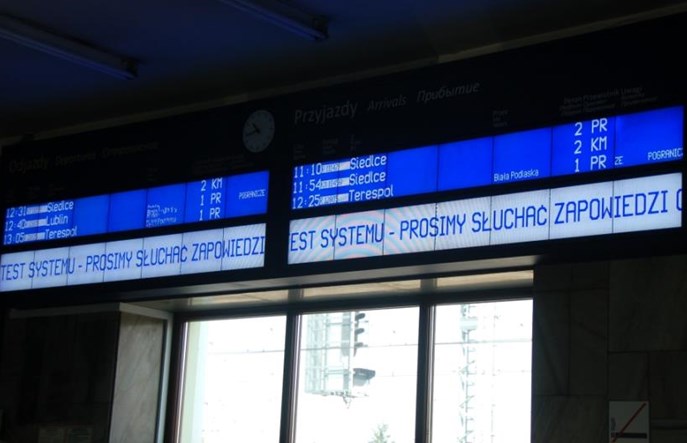 Odjazdy
12:31 Siedlce 2 KM POGRANICZE
12:40 Lublin 1 PR
13:05 Terespol 1 PR
TEST SYSTEMU - PROSIMY SŁUCHAĆ ZAPOWIEDZI
Przyjazdy Arrivals Прибытие
11:10 Siedlce 2 PR
11:54 Siedlce 2 KM
12:25 Terespol Biała Podlaska 1 PR ZE POGRANIC
EST SYSTEMU - PROSIMY SŁUCHAĆ ZAPOWIEDZI